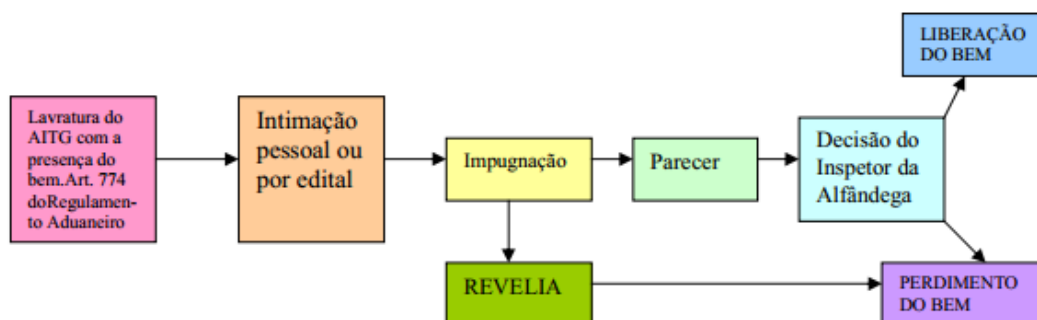 LIBERAÇÃO
DO BEM
Lavratura do
AITG com a
presença do
bem.Art. 774
doRegulamen-
to Aduaneiro
Intimação
pessoal ou
por edital
Impugnação
Parecer
Decisão do
Inspetor da
Alfândega
REVELIA
PERDIMENTO
DO BEM